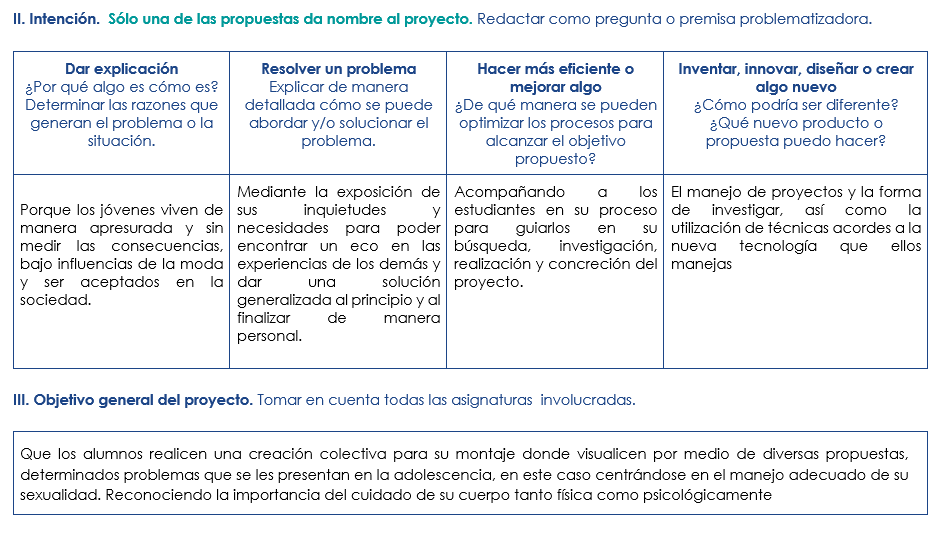 II. Intención.  Sólo una de las propuestas da nombre al proyecto. Redactar como pregunta o premisa problematizadora.
Dar explicación
¿Por qué algo es cómo es?
Determinar las razones que
generan el problema o la
situación.
Resolver un problema
Explicar de manera
detallada cómo se puede
abordar y/o solucionar el
problema.
Hacer más eficiente o
mejorar algo
¿De qué manera se pueden
optimizar los procesos para
alcanzar el objetivo
propuesto?
Inventar, innovar, diseñar o crear
algo nuevo
¿Cómo podría ser diferente?
¿Qué nuevo producto o
propuesta puedo hacer?
Porque los jóvenes viven de
manera apresurada y sin
medir las consecuencias,
bajo influencias de la moda
y ser aceptados en la
sociedad.
Mediante la exposición de
sus inquietudes y
necesidades para poder
encontrar un eco en las
experiencias de los demás y
dar una solución
generalizada al principio y al
finalizar de manera
personal.
Acompañando a los
estudiantes en su proceso
para guiarlos en su
búsqueda, investigación,
realización y concreción del
proyecto.
El manejo de proyectos y la forma
de investigar, así como la
utilización de técnicas acordes a la
nueva tecnología que ellos
manejas
III. Objetivo general del proyecto. Tomar en cuenta todas las asignaturas  involucradas.
Que los alumnos realicen una creación colectiva para su montaje donde visualicen por medio de diversas propuestas,
determinados problemas que se les presentan en la adolescencia, en este caso centrándose en el manejo adecuado de su
sexualidad. Reconociendo la importancia del cuidado de su cuerpo tanto física como psicológicamente